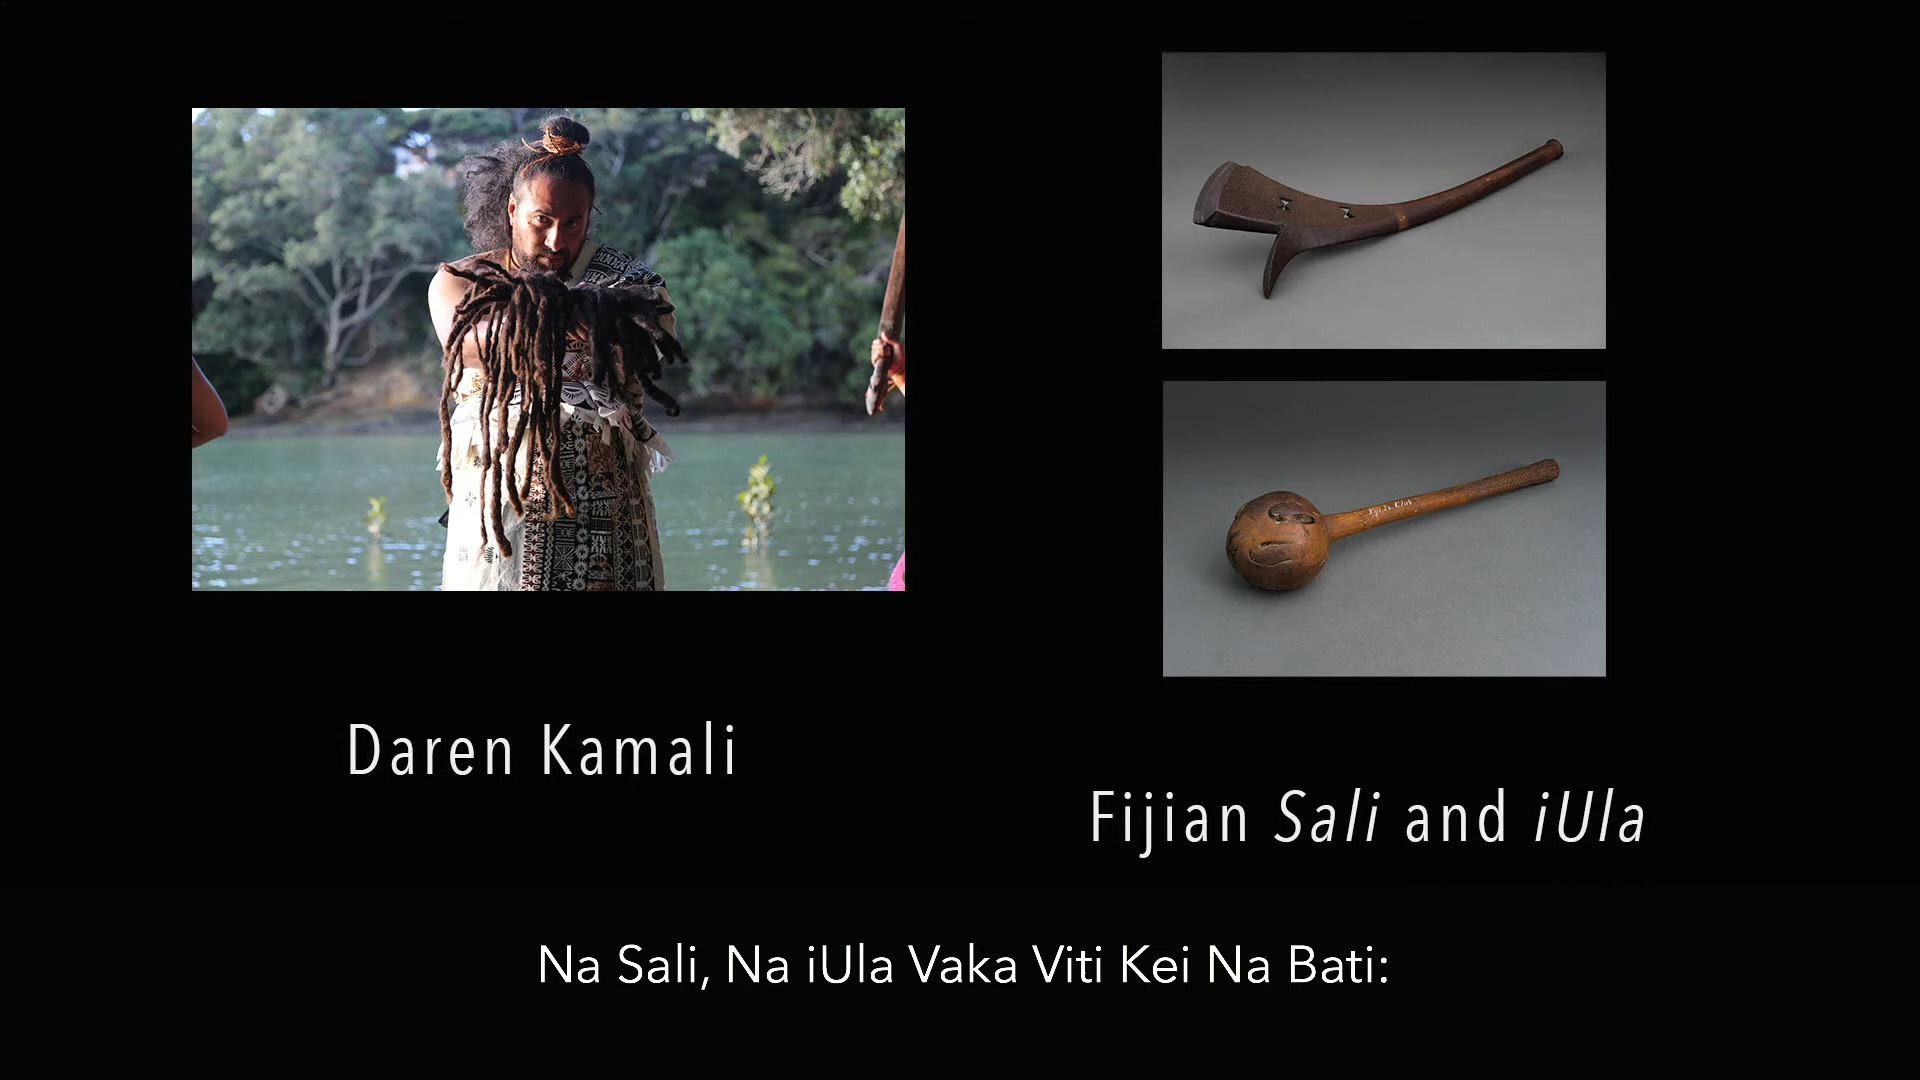 Daren Kamali
Fijian Sali and iUla
Na Sali, Na iUla Vaka Viti Kei Na Bati: